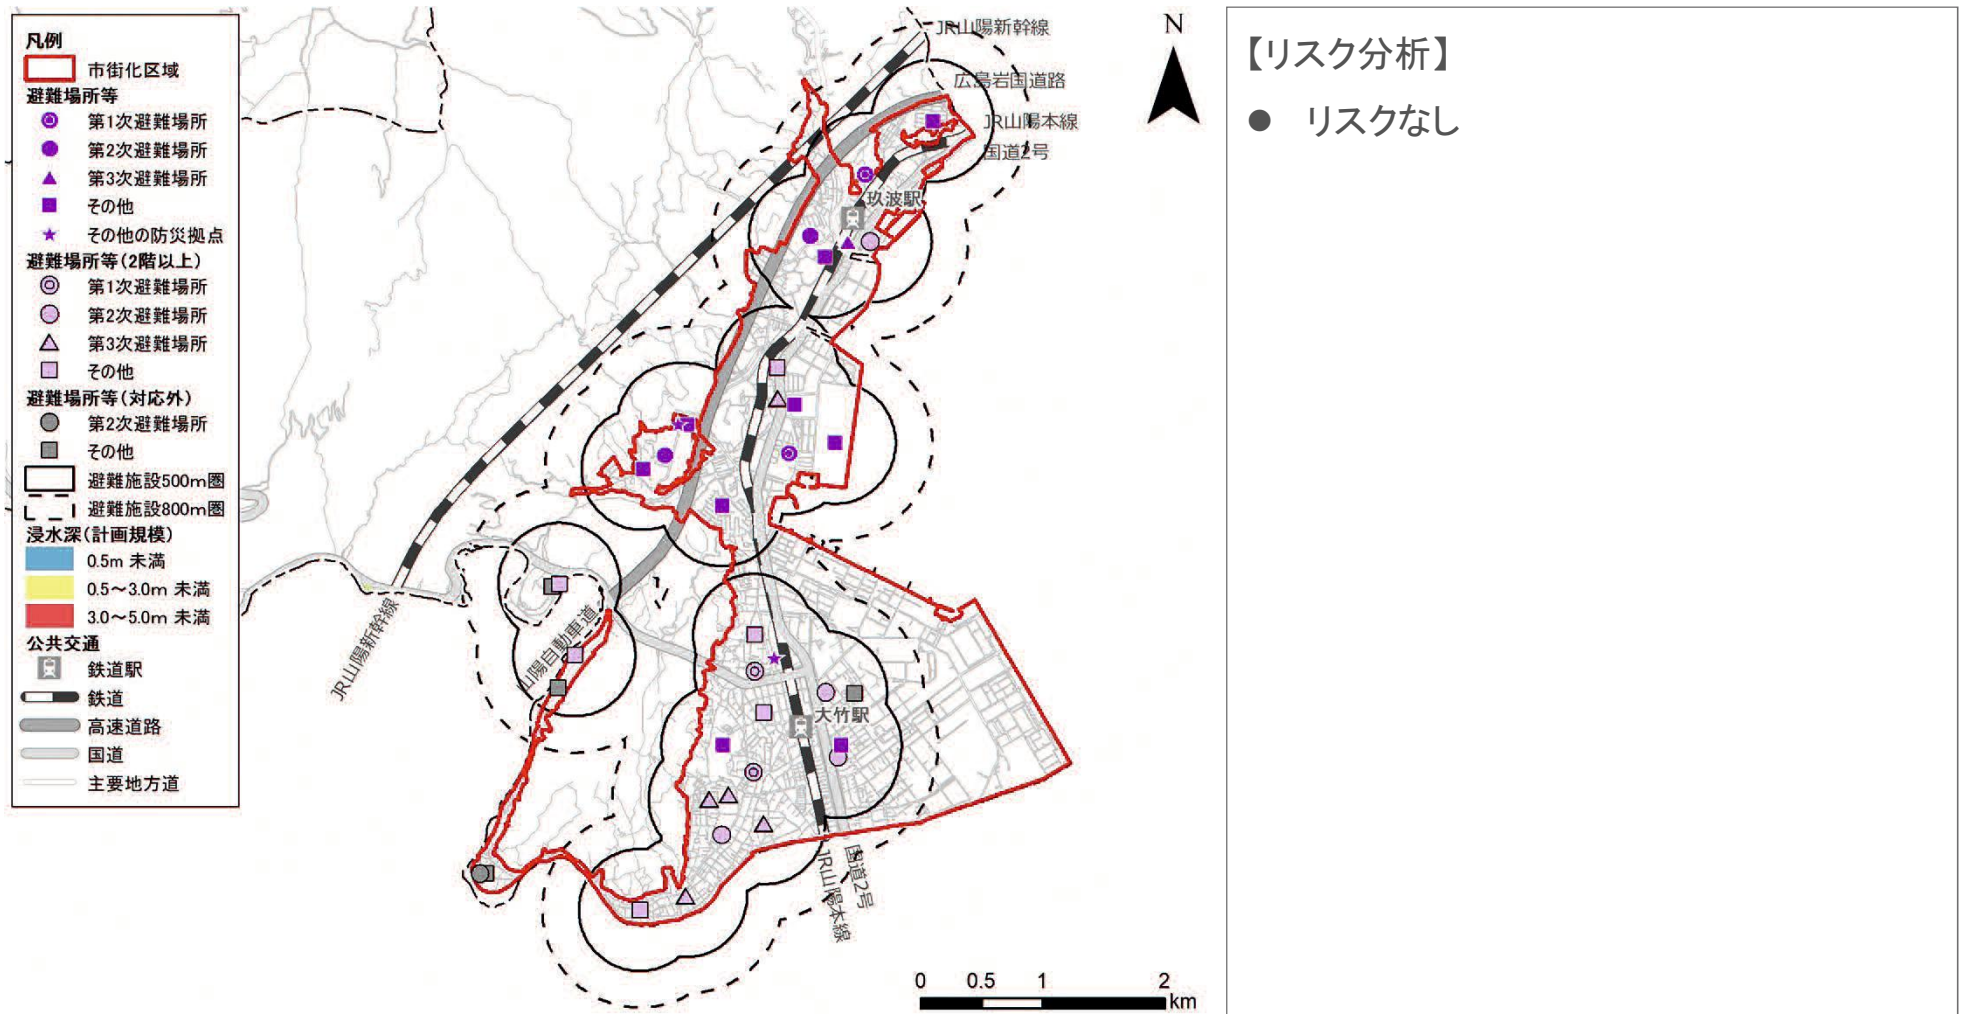 凡例
市街化区域
避難場所等
第1次避難場所
第2次避難場所
第3次避難場所
その他
その他の防災拠点
避難場所等(2階以上)
第1次避難場所
第2次避難場所
第3次避難場所
その他
避難場所等(対応外)
第2次避難場所
その他
避難施設500m圏
避難施設800m圏
浸水深(計画規模)
0.5m 未満
0.5～3.0m 未満
3.0～5.0m 未満
公共交通
鉄道駅
鉄道
高速道路
国道
主要地方道
JR山陽新幹線
広島岩国道路
JR山陽本線
国道2号
玖波駅
JR山陽新幹線
山陽自動車道
大竹駅
国道2号
JR山陽本線
N
0 0.5 1 2
km
【リスク分析】
● リスクなし